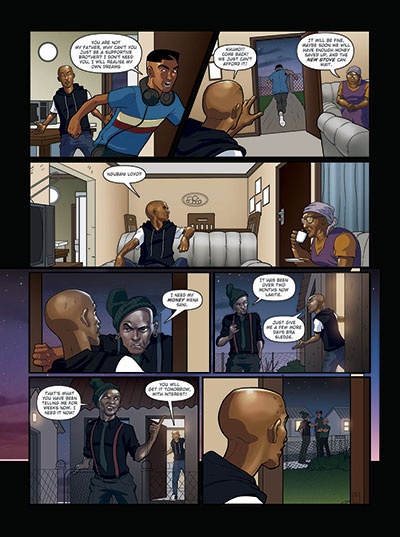 YOU ARE NOT
MY FATHER, WHY CAN'T YOU
JUST BE A SUPPORTIVE
BROTHER? I DON'T NEED
YOU, I WILL REALISE MY
OWN DREAMS
KHUMO!
COME BACK!
WE JUST CAN'T
AFFORD IT!
IT WILL BE FINE,
MAYBE SOON WE WILL
HAVE ENOUGH MONEY
SAVED UP, AND THE
NEW STOVE CAN
WAIT.
NGUBANI LOYO?
I NEED MY
MONEY WENA
SANI.
IT HAS BEEN
OVER TWO
MONTHS NOW
LAKITIE.
JUST GIVE
ME A FEW MORE
DAYS BRA
SLEDGE.
THAT'S WHAT
YOU HAVE BEEN
TELLING ME FOR
WEEKS NOW. I
NEED IT NOW!
YOU WILL
GET IT TOMORROW,
WITH INTEREST!